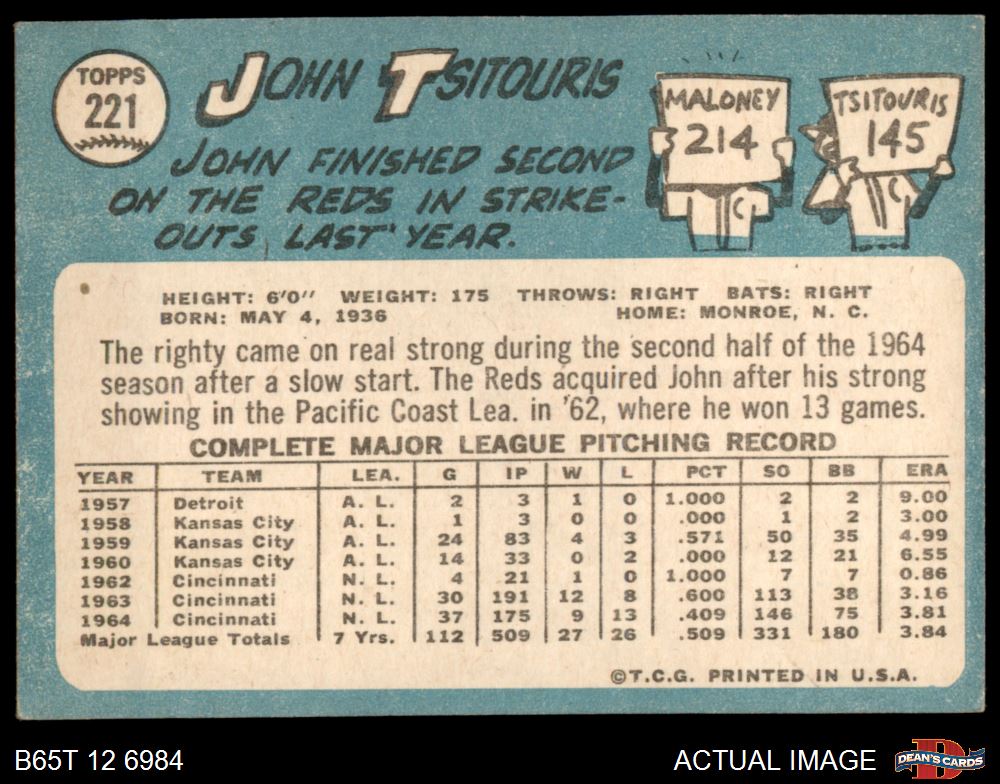 TOPPS
221
JOHN TSITOURIS
JOHN FINISHED SECOND
ON THE REDS IN STRIKE-
OUTS LAST YEAR.
MALONEY
214
TSITOURIS
145
C
C
HEIGHT: 6'0" WEIGHT: 175 THROWS: RIGHT BATS: RIGHT
BORN: MAY 4, 1936 HOME: MONROE, N. C.
The righty came on real strong during the second half of the 1964
season after a slow start. The Reds acquired John after his strong
showing in the Pacific Coast Lea. in '62, where he won 13 games.
COMPLETE MAJOR LEAGUE PITCHING RECORD
YEAR TEAM LEA. G IP W L PCT SO BB ERA
1957 Detroit A. L. 2 3 1 0 1.000 2 2 9.00
1958 Kansas City A. L. 1 3 0 0 .000 1 2 3.00
1959 Kansas City A. L. 24 83 4 3 .571 50 35 4.99
1960 Kansas City A. L. 14 33 0 2 .000 12 21 6.55
1962 Cincinnati N. L. 4 21 1 0 1.000 7 7 0.86
1963 Cincinnati N. L. 30 191 12 8 .600 113 38 3.16
1964 Cincinnati N. L. 37 175 9 13 .409 146 75 3.81
Major League Totals 7 Yrs. 112 509 27 26 .509 331 180 3.84
©T.C.G. PRINTED IN U.S.A.
B65T 12 6984 ACTUAL IMAGE DEAN'S CARDS